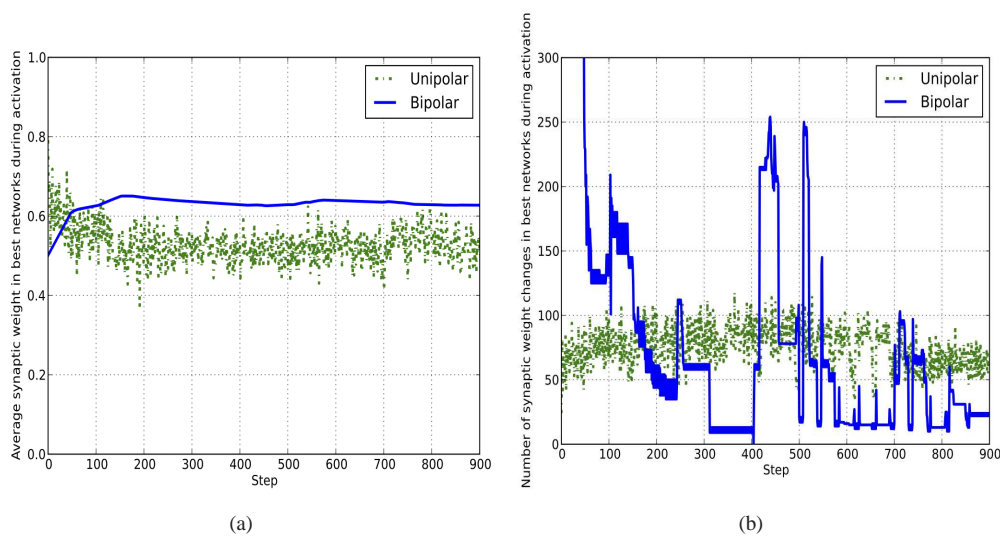 Average synaptic weight in best networks during activation
1.0
0.8
0.6
0.4
0.2
0.0
0 100 200 300 400 500 600 700 800 900
Step
Unipolar
Bipolar
(a)
Number of synaptic weight changes in best networks during activation
300
250
200
150
100
50
0
0 100 200 300 400 500 600 700 800 900
Step
Unipolar
Bipolar
(b)